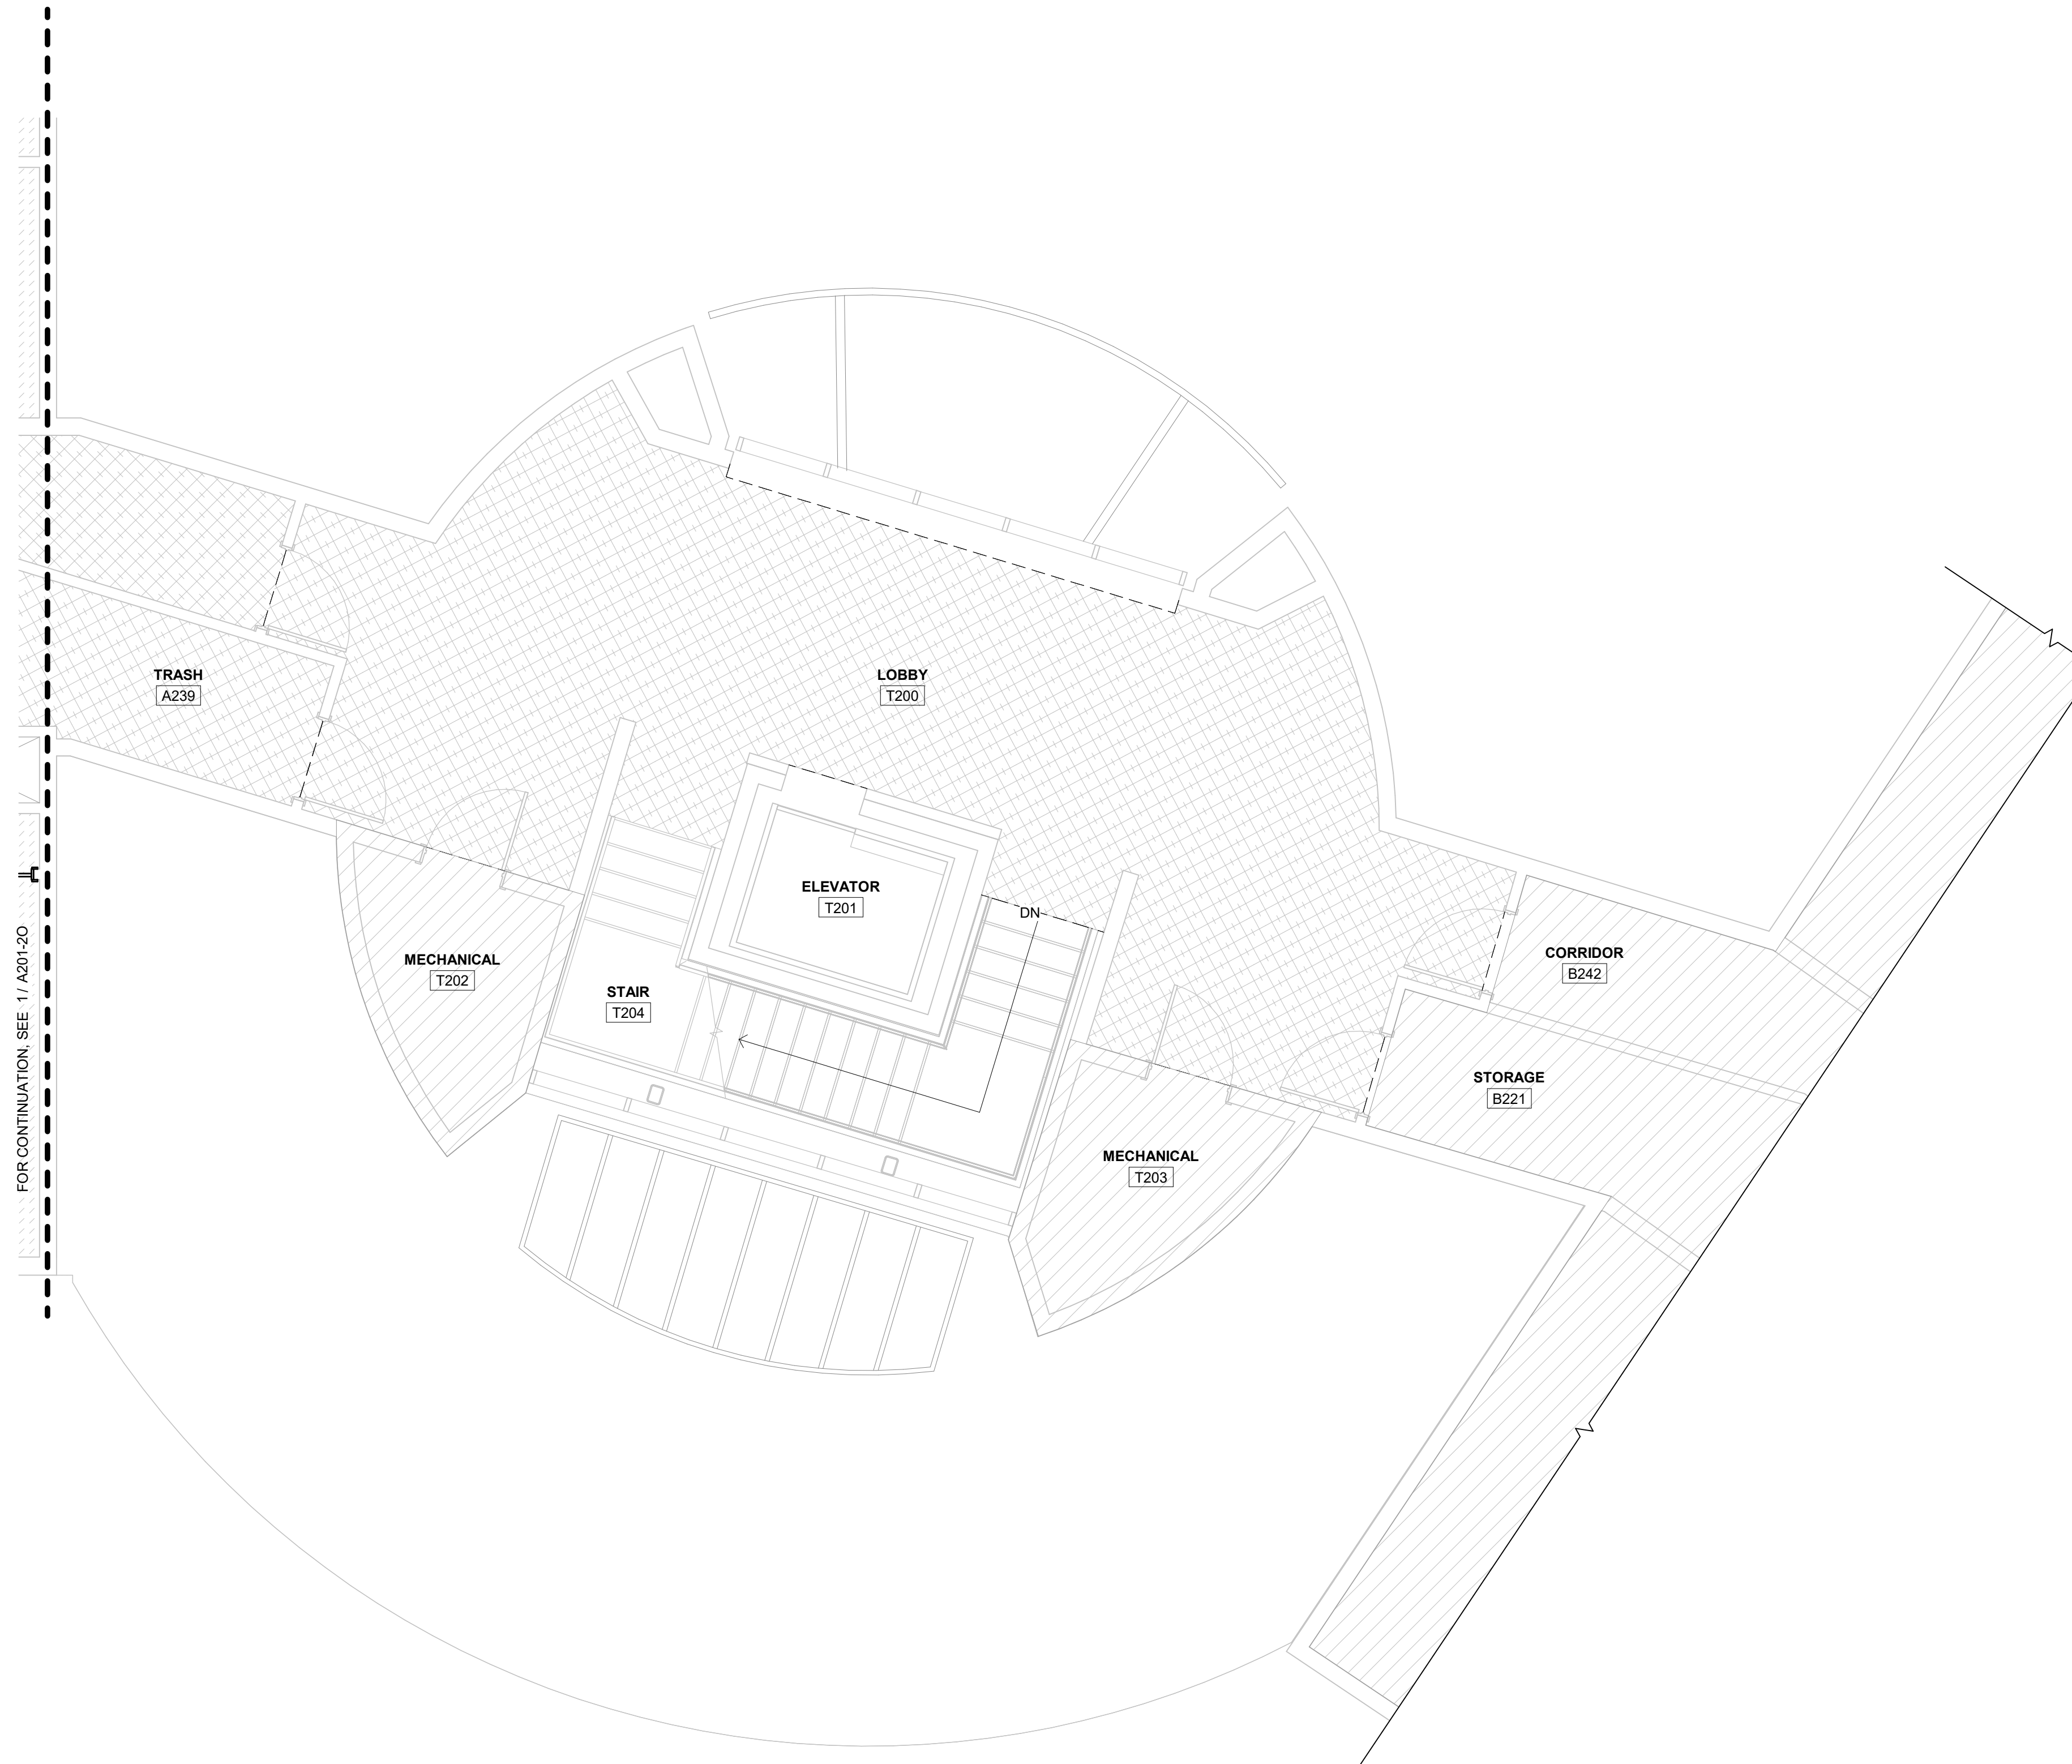 TRASH
A239
LOBBY
T200
ELEVATOR
T201
DN
MECHANICAL
T202
STAIR
T204
CORRIDOR
B242
STORAGE
B221
MECHANICAL
T203
FOR CONTINUATION, SEE 1 / A201-2O